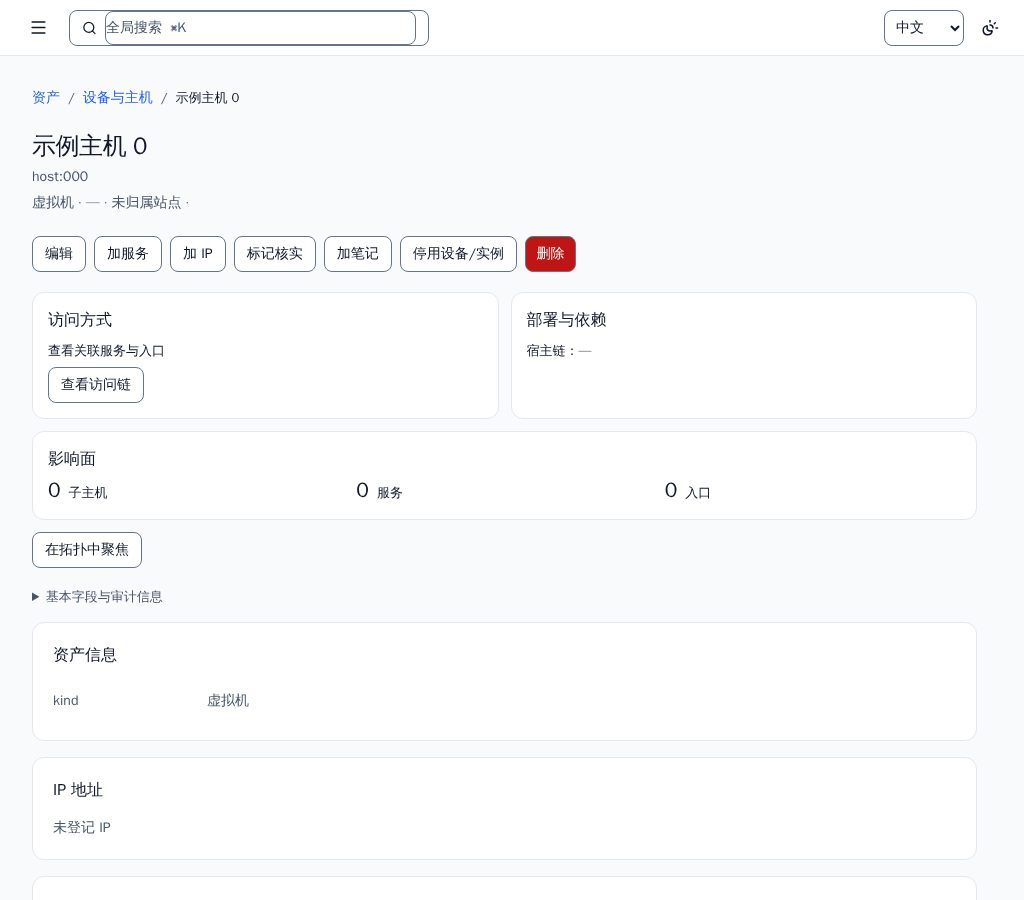 全局搜索 ⌘K
中文
资产 / 设备与主机 / 示例主机 0
示例主机 0
host:000
虚拟机 · — · 未归属站点 ·
编辑 加服务 加 IP 标记核实 加笔记 停用设备/实例 删除
访问方式
查看关联服务与入口
查看访问链
部署与依赖
宿主链：—
影响面
0 子主机 0 服务 0 入口
在拓扑中聚焦
基本字段与审计信息
资产信息
kind 虚拟机
IP 地址
未登记 IP